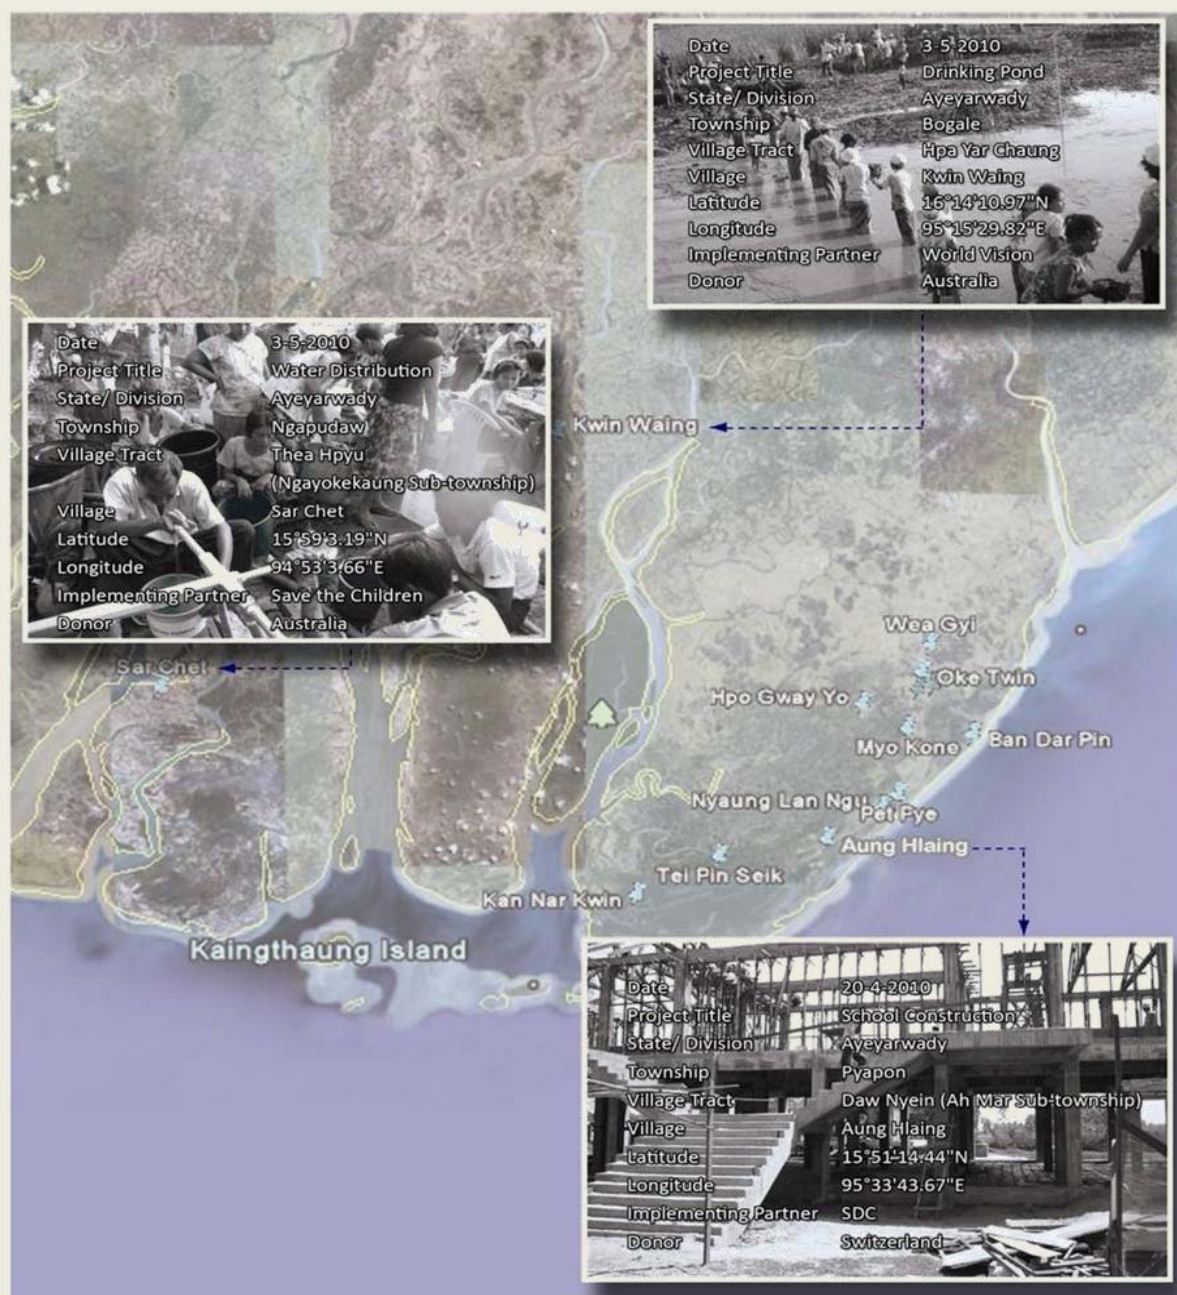 Date 3-5-2010
Project Title Drinking Pond
State/ Division Ayeyarwady
Township Bogale
Village Tract Hpa Yar Chaung
Village Kwin Waing
Latitude 16°14'10.97"N
Longitude 95°15'29.82"E
Implementing Partner World Vision
Donor Australia
Date 3-5-2010
Project Title Water Distribution
State/ Division Ayeyarwady
Township Ngapudaw
Village Tract Thea Hpyu
(Ngayokekaung Sub-township)
Village Sar Chet
Latitude 15°59'3.19"N
Longitude 94°53'3.66"E
Implementing Partner Save the Children
Donor Australia
Kwin Waing
Wea Gyi
Sar Chet
Oke Twin
Hpo Gway Yo
Myo Kone
Ban Dar Pin
Nyaung Lan Ngu
Pet Pye
Aung Hlaing
Tei Pin Seik
Kan Nar Kwin
Kaingthaung Island
Date 20-4-2010
Project Title School Construction
State/ Division Ayeyarwady
Township Pyapon
Village Tract Daw Nyein (Ah Mar Sub-township)
Village Aung Hlaing
Latitude 15°51'14.44"N
Longitude 95°33'43.67"E
Implementing Partner SDC
Donor Switzerland